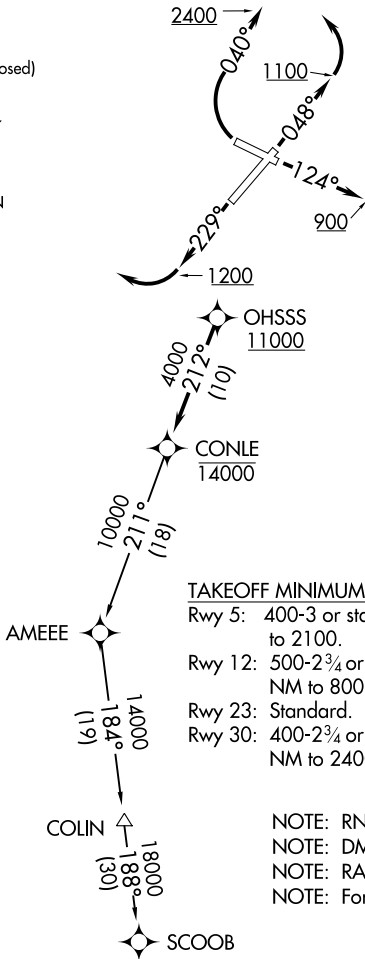 2400
osed)
040°
1100
048°
124°
N
229°
900
1200
OHSSS
11000
4000
212°
(10)
CONLE
14000
10000
211°
(18)
TAKEOFF MINIMUM
Rwy 5: 400-3 or sta
to 2100.
AMEEE
Rwy 12: 500-2¾ or
NM to 800
Rwy 23: Standard.
Rwy 30: 400-2¾ or
NM to 240
14000
184°
(19)
COLIN
NOTE: RN
NOTE: DM
NOTE: RA
NOTE: For
18000
188°
(30)
SCOOB